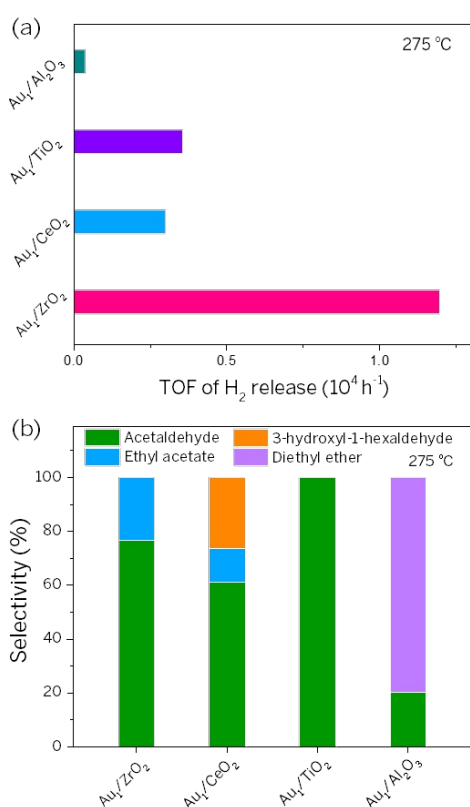 (a)
275 °C
Au₁/Al₂O₃
Au₁/TiO₂
Au₁/CeO₂
Au₁/ZrO₂
0.0 0.5 1.0
TOF of H₂ release (10⁴ h⁻¹)
(b)
Acetaldehyde 3-hydroxyl-1-hexaldehyde
Ethyl acetate Diethyl ether
275 °C
100
80
60
40
20
0
Selectivity (%)
Au₁/ZrO₂ Au₁/CeO₂ Au₁/TiO₂ Au₁/Al₂O₃